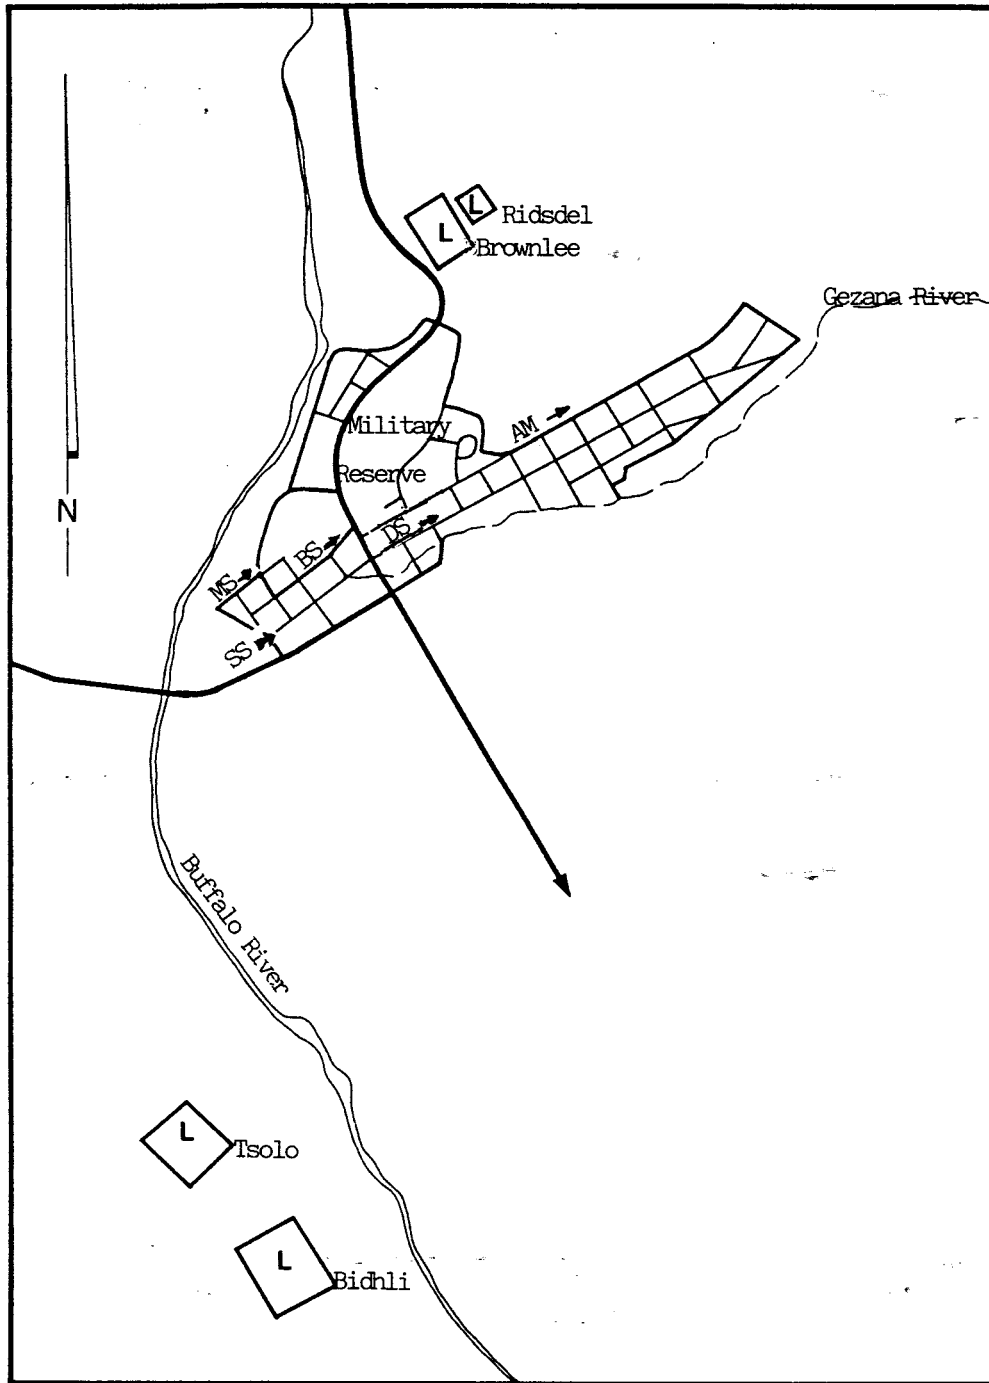 L
Ridsdel
L
Brownlee
Gezana River
AM
Military
Reserve
N
DS
BS
MS
SS
Buffalo River
L
Tsolo
L
Bidhli